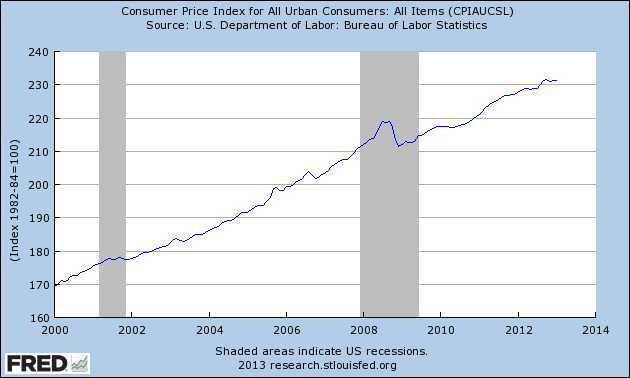 Consumer Price Index for All Urban Consumers: All Items (CPIAUCSL)
Source: U.S. Department of Labor: Bureau of Labor Statistics
240
230
220
210
200
190
180
170
160
(Index 1982-84=100)
2000 2002 2004 2006 2008 2010 2012 2014
Shaded areas indicate US recessions.
2013 research.stlouisfed.org
FRED